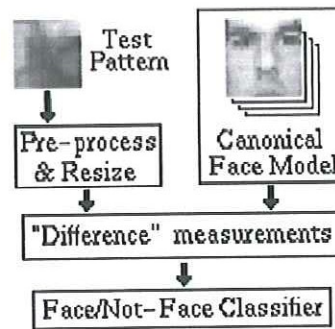 Test
Pattern
Pre-process
& Resize
Canonical
Face Model
"Difference" measurements
Face/Not-Face Classifier